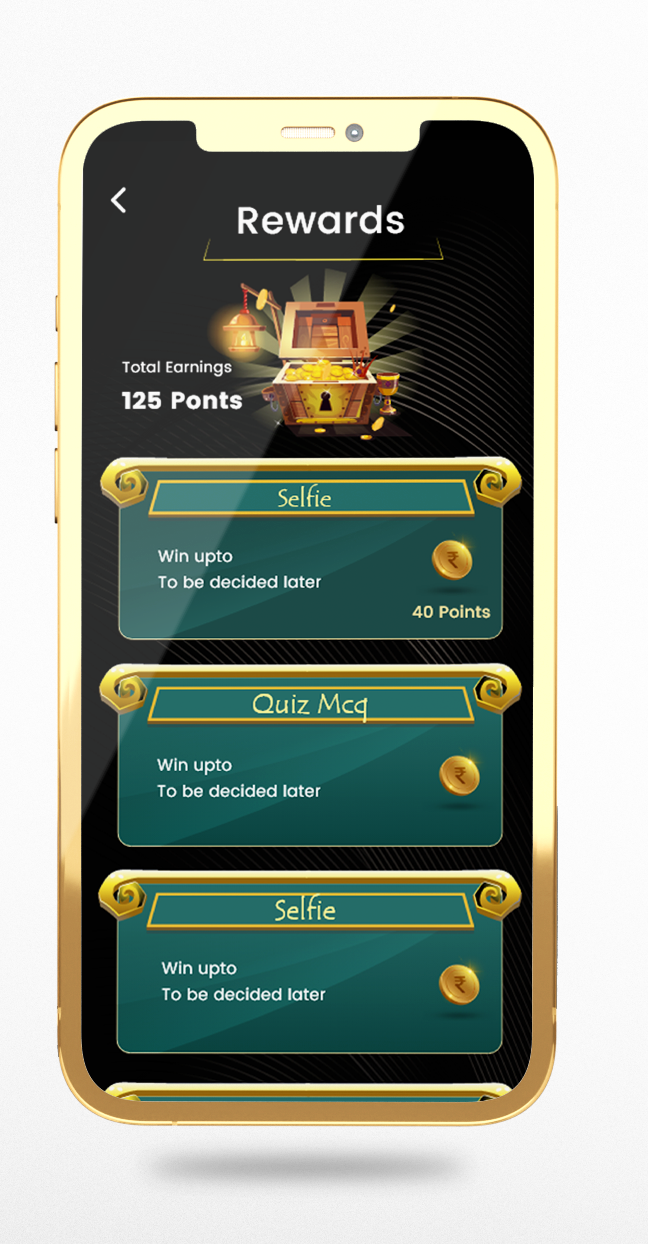 Rewards
Total Earnings
125 Ponts
Selfie
Win upto
To be decided later
₹
40 Points
Quiz Mcq
Win upto
To be decided later
₹
Selfie
Win upto
To be decided later
₹